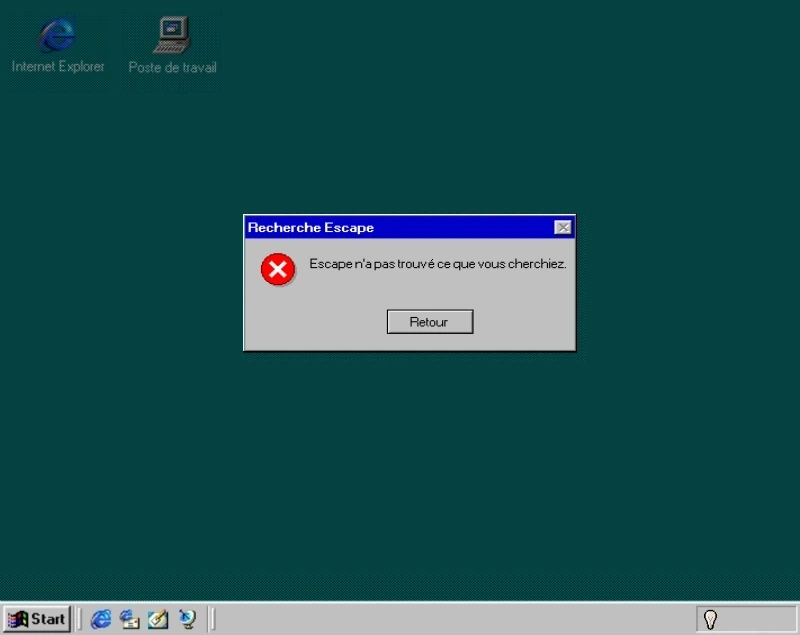 Internet Explorer
Poste de travail
Recherche Escape
Escape n'a pas trouvé ce que vous cherchiez.
Retour
Start